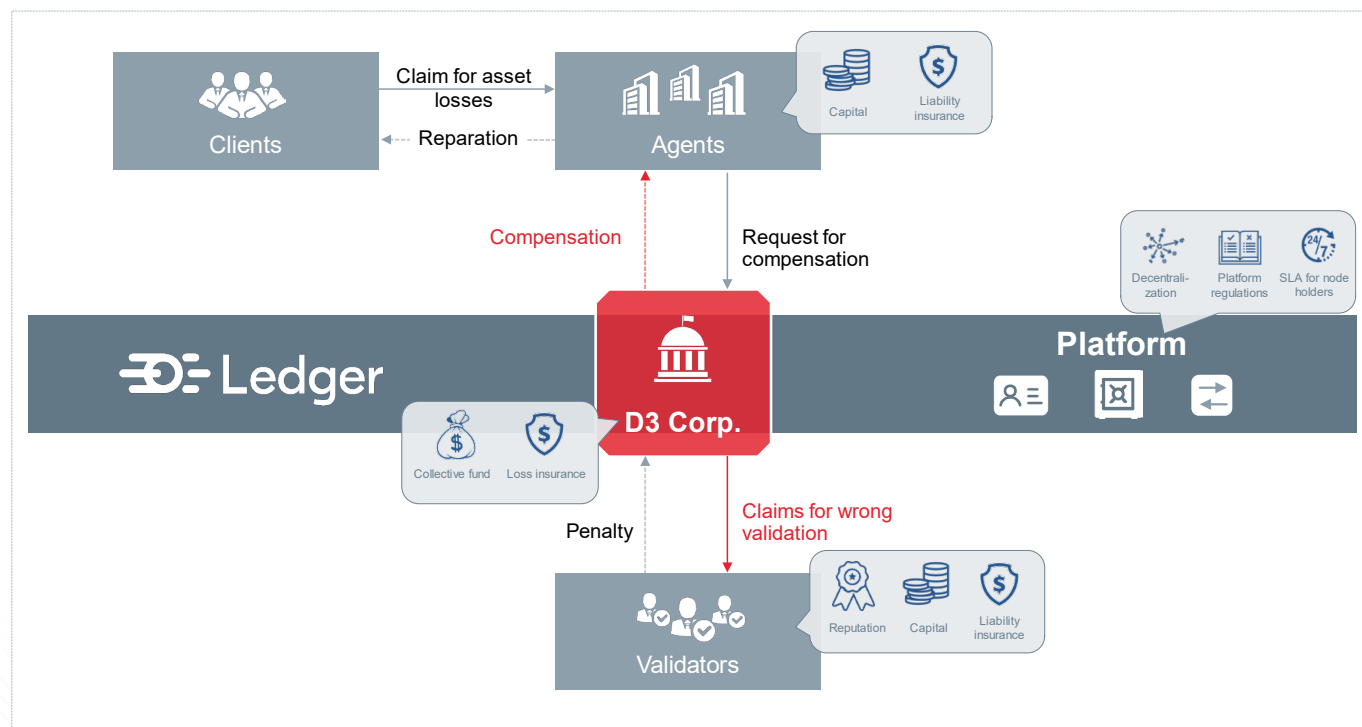 Claim for asset
losses
Reparation
Clients
Agents
Capital
Liability
insurance
Compensation
Request for
compensation
Decentrali-
zation
Platform
regulations
24/7
SLA for node
holders
Ledger
D3 Corp.
Platform
$
Collective fund
$
Loss insurance
Penalty
Claims for wrong
validation
Validators
Reputation
Capital
$
Liability
insurance
$